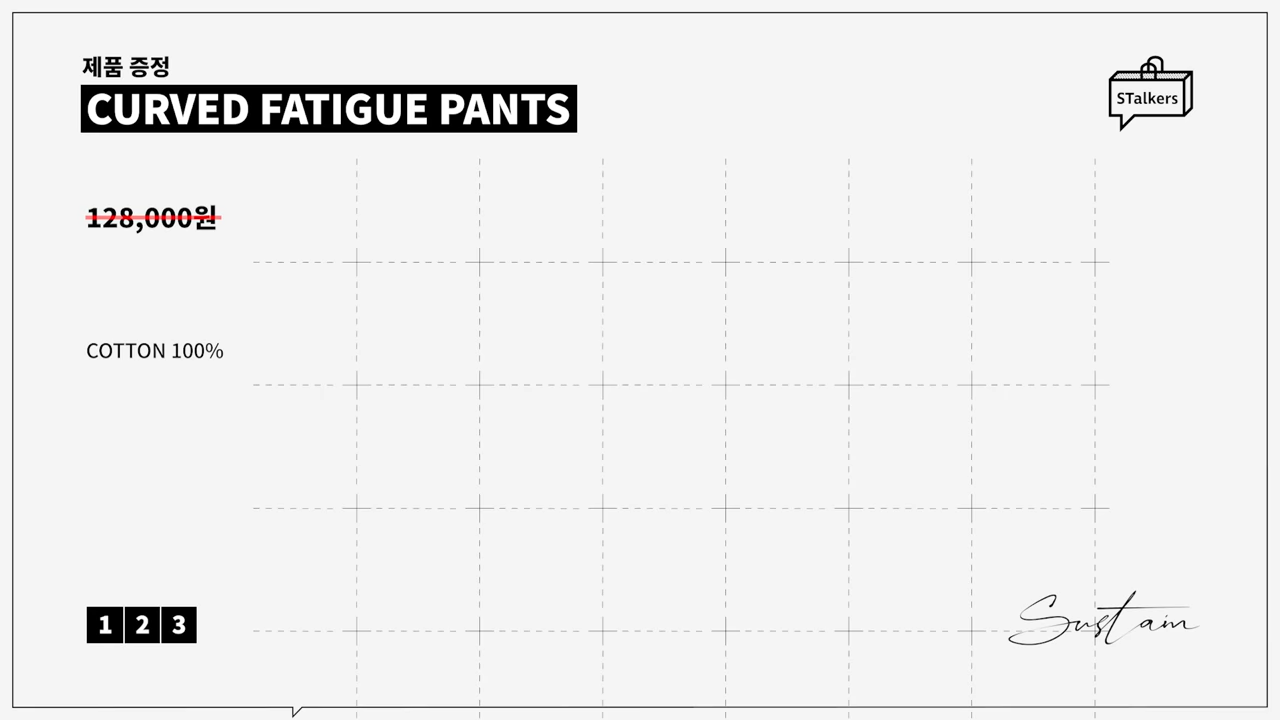 제품 증정
CURVED FATIGUE PANTS
STalkers
128,000원
COTTON 100%
1 2 3
Sustain